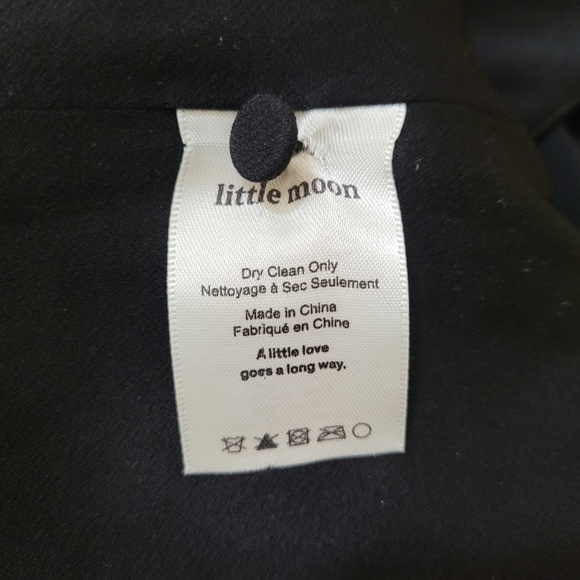 little moon
Dry Clean Only
Nettoyage à Sec Seulement
Made in China
Fabriqué en Chine
A little love
goes a long way.